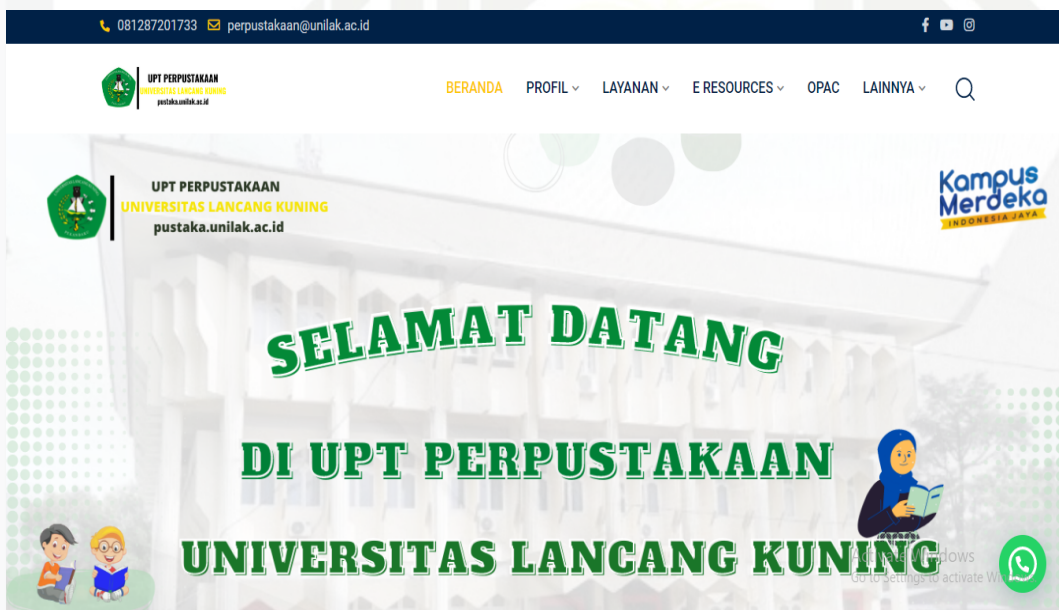 081287201733 perpustakaan@unilak.ac.id
UPT PERPUSTAKAAN
UNIVERSITAS LANCANG KUNING
pustaka.unilak.ac.id
BERANDA PROFIL LAYANAN E RESOURCES OPAC LAINNYA
UPT PERPUSTAKAAN
UNIVERSITAS LANCANG KUNING
pustaka.unilak.ac.id
Kampus
Merdeka
INDONESIA JAYA
SELAMAT DATANG
DI UPT PERPUSTAKAAN
UNIVERSITAS LANCANG KUNING
Activate Windows
Go to Settings to activate